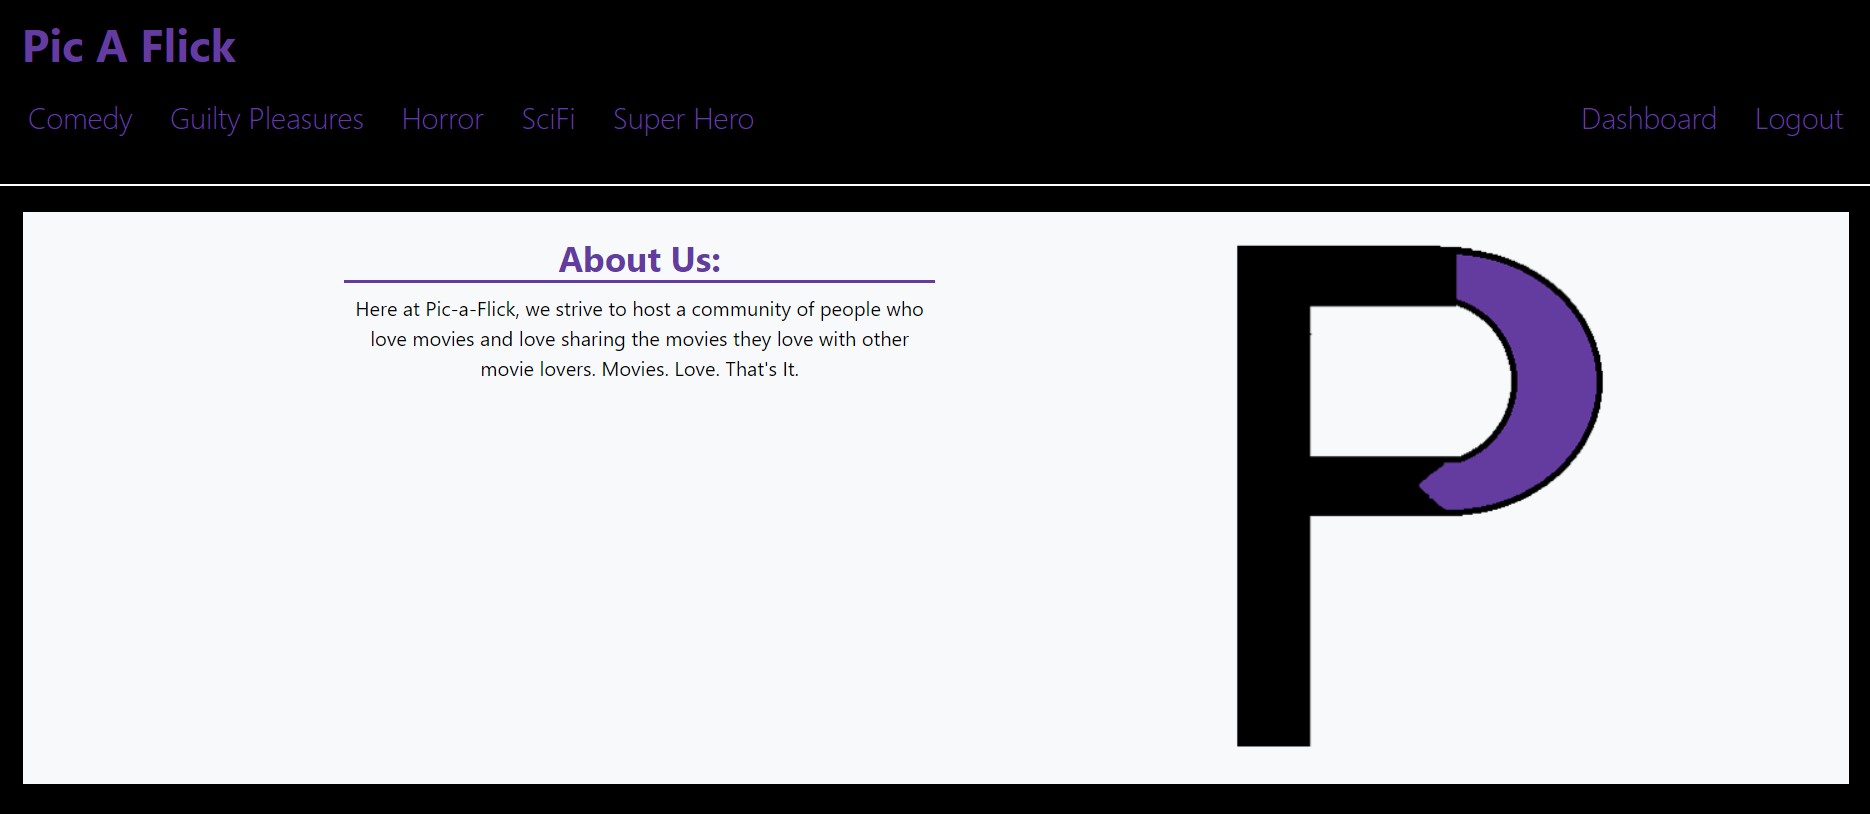 Pic A Flick
Comedy Guilty Pleasures Horror SciFi Super Hero Dashboard Logout
About Us:
Here at Pic-a-Flick, we strive to host a community of people who
love movies and love sharing the movies they love with other
movie lovers. Movies. Love. That's It.
P